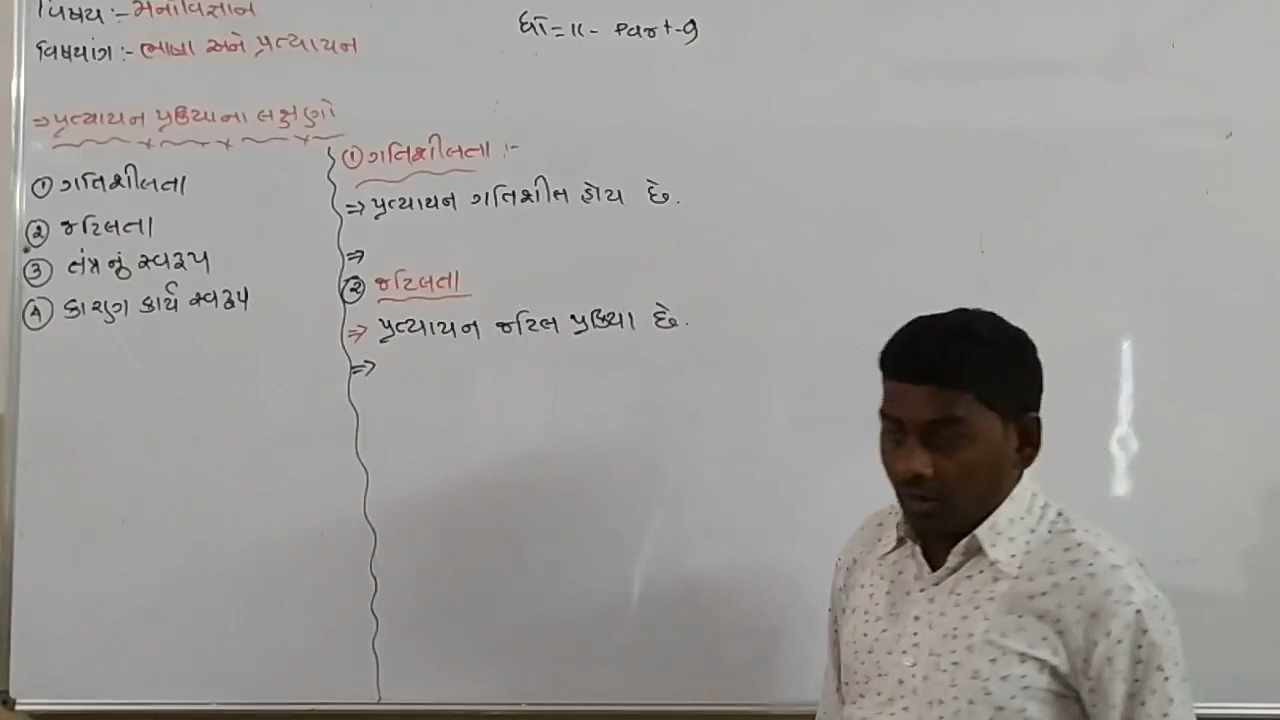 વિષય :- મનોવિજ્ઞાન
ધો = ૧૧ - Part-9
વિષયાંગ :- ભાષા અને પ્રત્યાયન
⇒ પ્રત્યાયન પ્રક્રિયાના લક્ષણો
① ગતિશીલતા
② જટિલતા
③ તંત્રનું સ્વરૂપ
④ કારણ કાર્ય સ્વરૂપ
① ગતિશીલતા :-
⇒ પ્રત્યાયન ગતિશીલ હોય છે.
⇒
② જટિલતા
⇒ પ્રત્યાયન જટિલ પ્રક્રિયા છે.
⇒